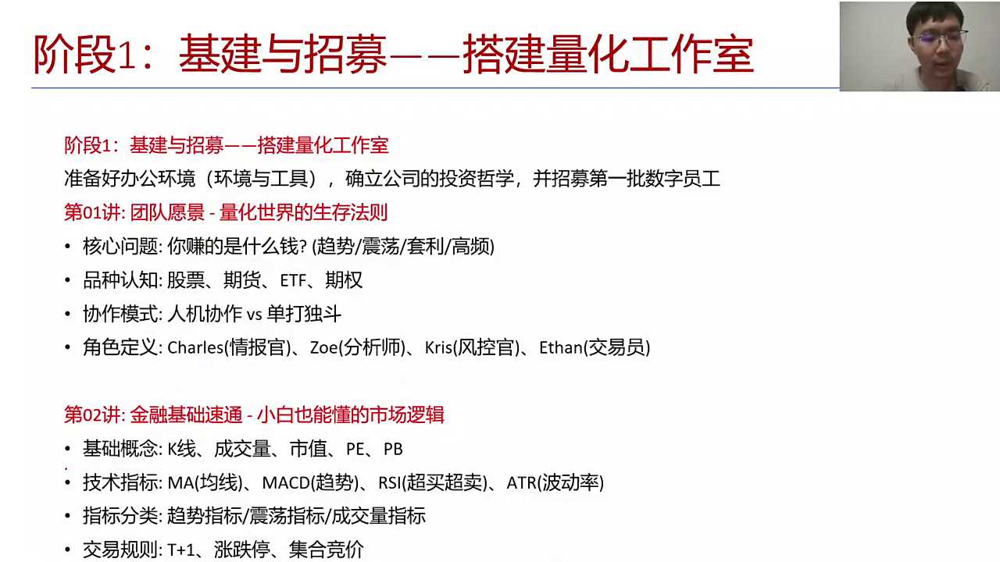 阶段1：基建与招募——搭建量化工作室
阶段1：基建与招募——搭建量化工作室
准备好办公环境（环境与工具），确立公司的投资哲学，并招募第一批数字员工
第01讲: 团队愿景 - 量化世界的生存法则
• 核心问题: 你赚的是什么钱? (趋势/震荡/套利/高频)
• 品种认知: 股票、期货、ETF、期权
• 协作模式: 人机协作 vs 单打独斗
• 角色定义: Charles(情报官)、Zoe(分析师)、Kris(风控官)、Ethan(交易员)
第02讲: 金融基础速通 - 小白也能懂的市场逻辑
• 基础概念: K线、成交量、市值、PE、PB
• 技术指标: MA(均线)、MACD(趋势)、RSI(超买超卖)、ATR(波动率)
• 指标分类: 趋势指标/震荡指标/成交量指标
• 交易规则: T+1、涨跌停、集合竞价